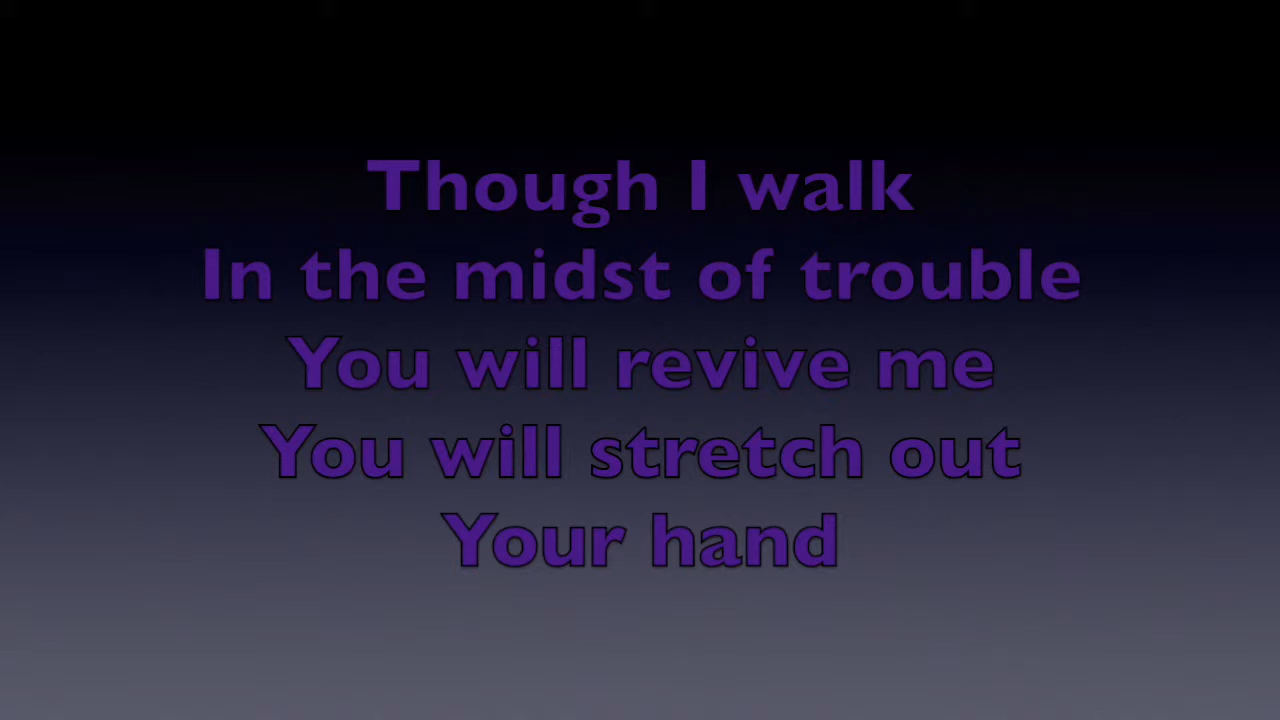 Though I walk
In the midst of trouble
You will revive me
You will stretch out
Your hand